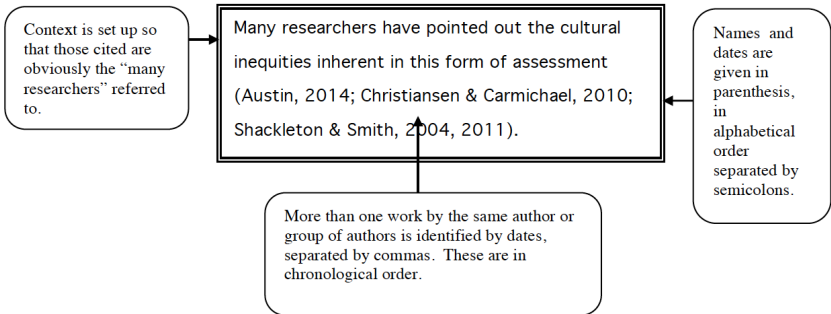 Context is set up so
that those cited are
obviously the “many
researchers” referred
to.
Many researchers have pointed out the cultural
inequities inherent in this form of assessment
(Austin, 2014; Christiansen & Carmichael, 2010;
Shackleton & Smith, 2004, 2011).
Names and
dates are
given in
parenthesis,
in
alphabetical
order
separated by
semicolons.
More than one work by the same author or
group of authors is identified by dates,
separated by commas. These are in
chronological order.